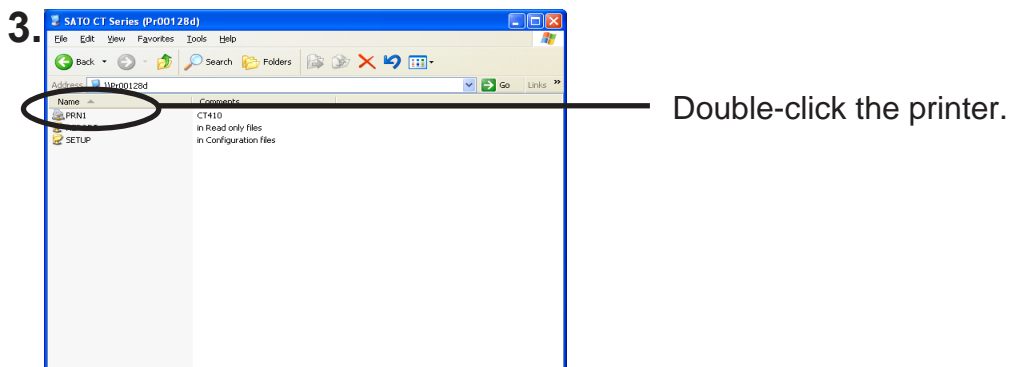 3.
SATO CT Series (Pr00128d)
File Edit View Favorites Tools Help
Back Search Folders
Address \\Pr00128d Go Links »
Name Comments
PRN1 CT410
in Read only files
SETUP in Configuration files
Double-click the printer.